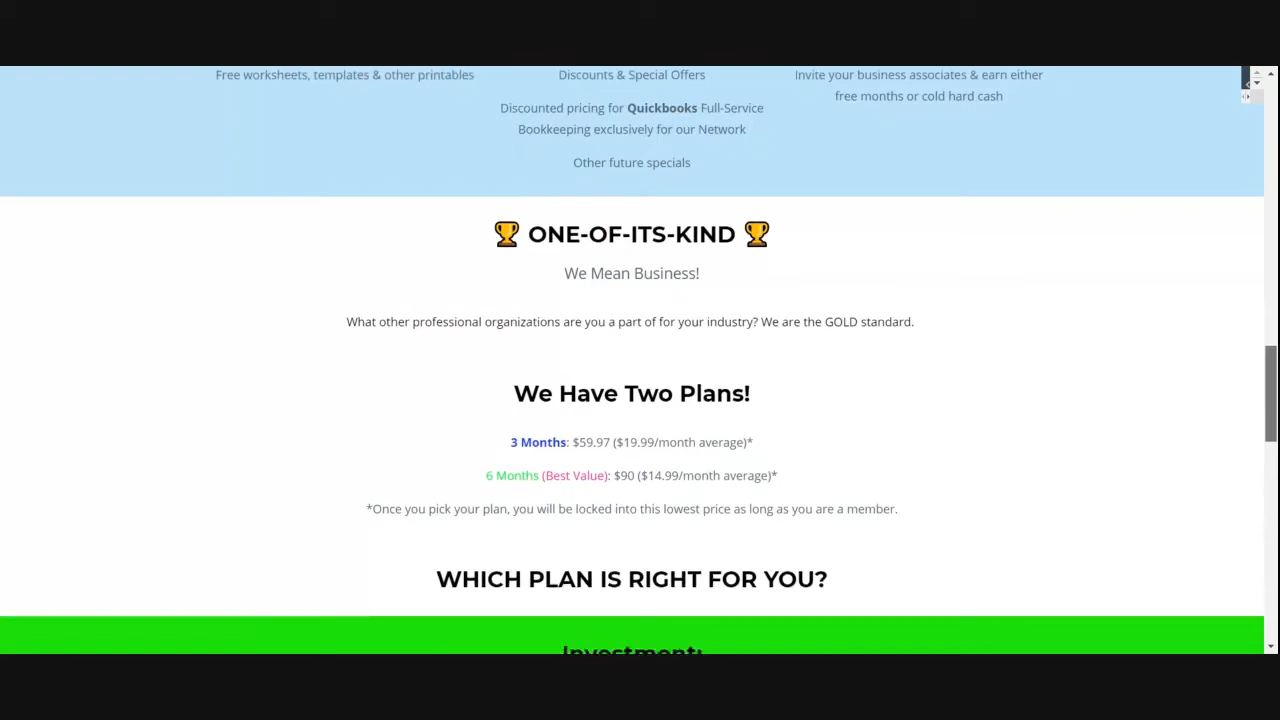 Free worksheets, templates & other printables
Discounts & Special Offers
Discounted pricing for Quickbooks Full-Service
Bookkeeping exclusively for our Network
Other future specials
Invite your business associates & earn either
free months or cold hard cash
🏆 ONE-OF-ITS-KIND 🏆
We Mean Business!
What other professional organizations are you a part of for your industry? We are the GOLD standard.
We Have Two Plans!
3 Months: $59.97 ($19.99/month average)*
6 Months (Best Value): $90 ($14.99/month average)*
*Once you pick your plan, you will be locked into this lowest price as long as you are a member.
WHICH PLAN IS RIGHT FOR YOU?
Investment: